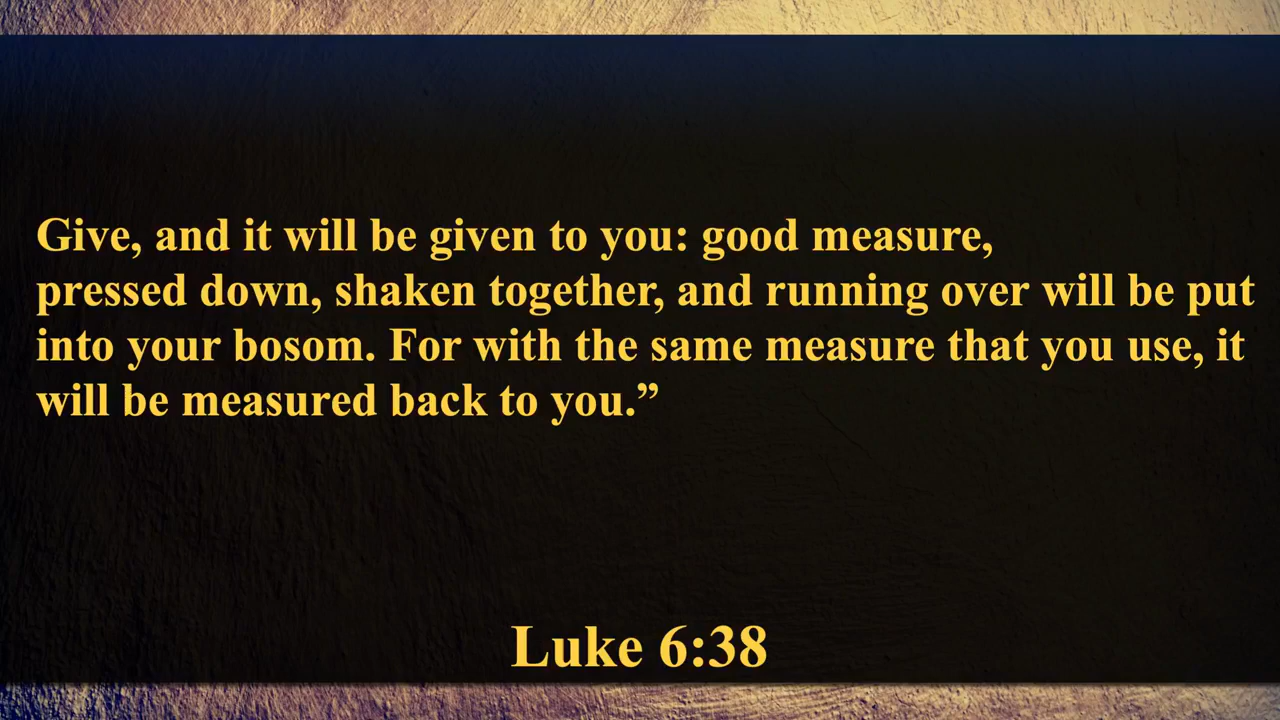 Give, and it will be given to you: good measure,
pressed down, shaken together, and running over will be put
into your bosom. For with the same measure that you use, it
will be measured back to you.”
Luke 6:38